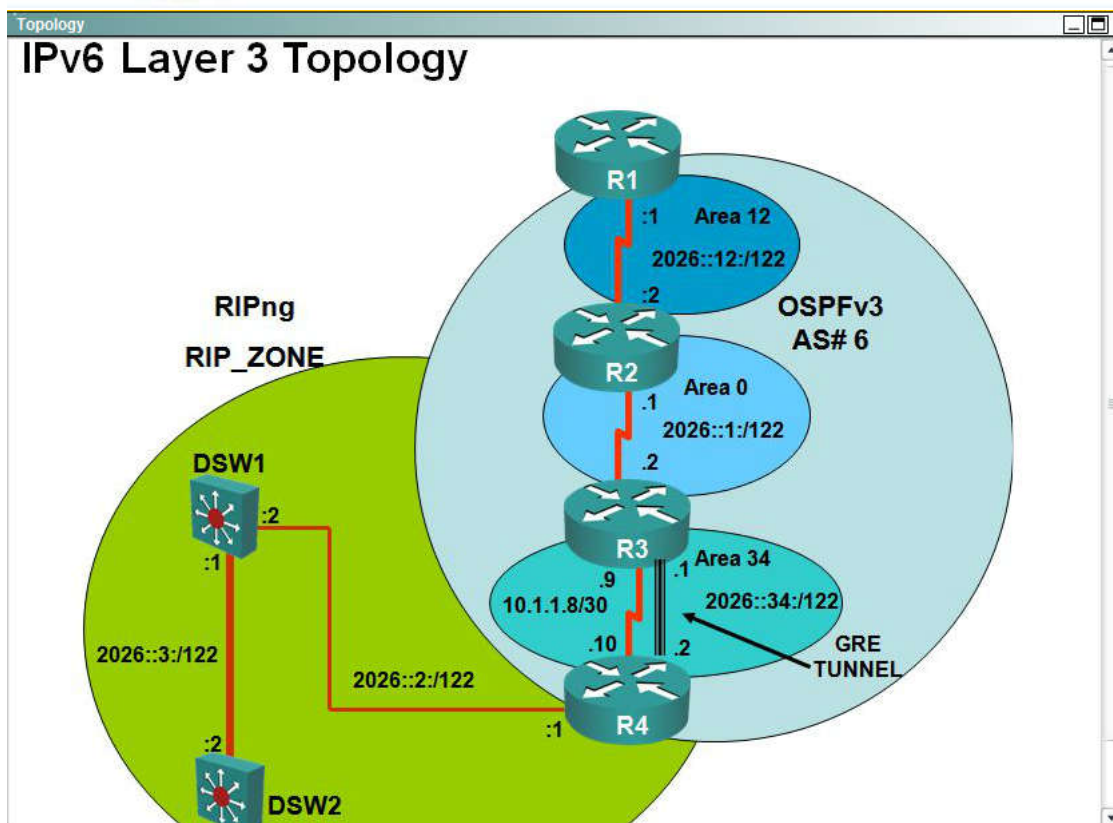 Topology
IPv6 Layer 3 Topology
R1
:1
Area 12
2026::12:/122
:2
RIPng
RIP_ZONE
OSPFv3
AS# 6
R2
.1
Area 0
2026::1:/122
.2
DSW1
:2
:1
R3
.9
.1
Area 34
10.1.1.8/30
2026::34:/122
.10
.2
GRE
TUNNEL
2026::3:/122
2026::2:/122
:1
R4
:2
DSW2